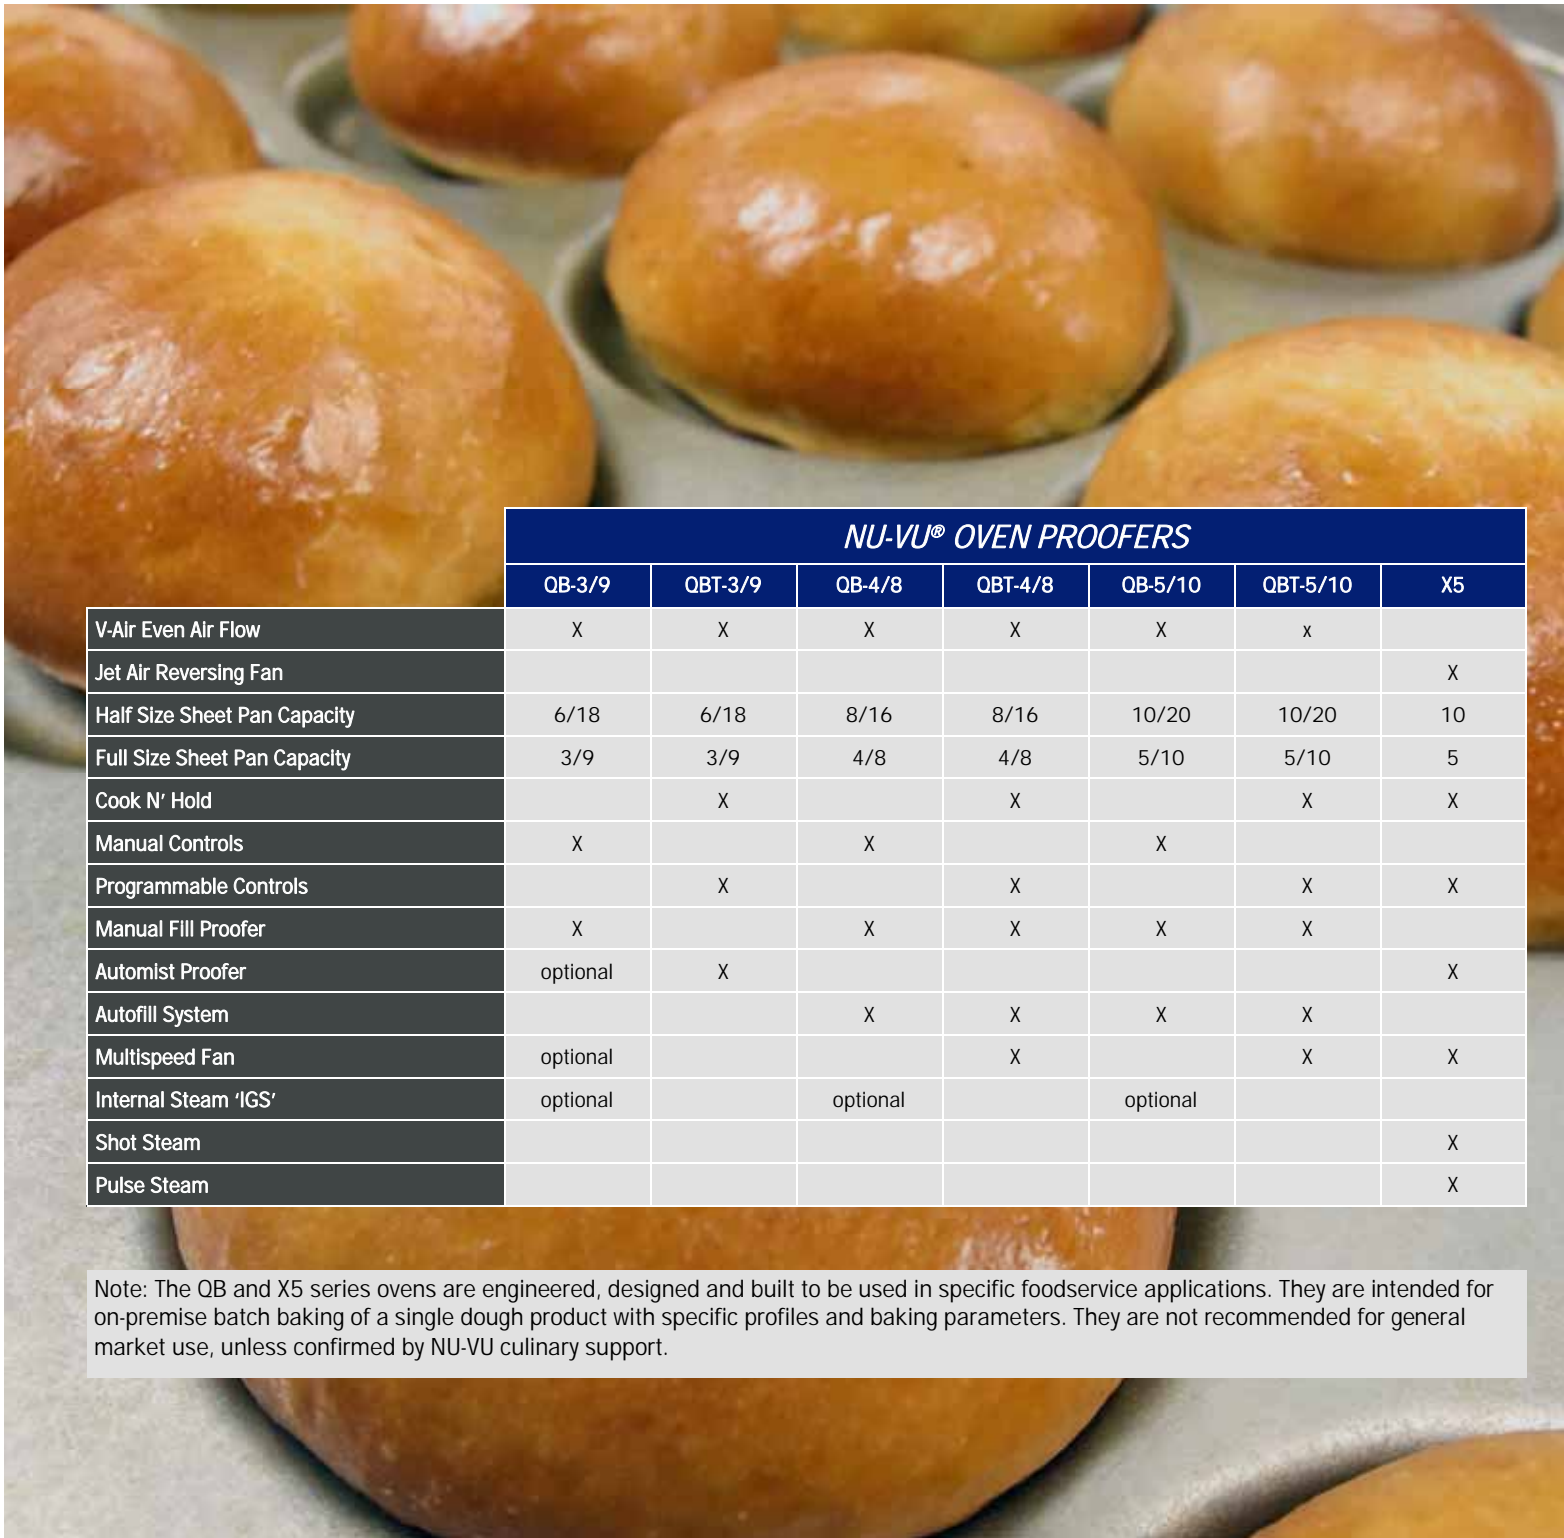 NU-VU® OVEN PROOFERS
QB-3/9 QBT-3/9 QB-4/8 QBT-4/8 QB-5/10 QBT-5/10 X5
V-Air Even Air Flow X X X X X x
Jet Air Reversing Fan X
Half Size Sheet Pan Capacity 6/18 6/18 8/16 8/16 10/20 10/20 10
Full Size Sheet Pan Capacity 3/9 3/9 4/8 4/8 5/10 5/10 5
Cook N’ Hold X X X X
Manual Controls X X X
Programmable Controls X X X X
Manual Fill Proofer X X X X X
Automist Proofer optional X X
Autofill System X X X X
Multispeed Fan optional X X X
Internal Steam ‘IGS’ optional optional optional
Shot Steam X
Pulse Steam X
Note: The QB and X5 series ovens are engineered, designed and built to be used in specific foodservice applications. They are intended for
on-premise batch baking of a single dough product with specific profiles and baking parameters. They are not recommended for general
market use, unless confirmed by NU-VU culinary support.